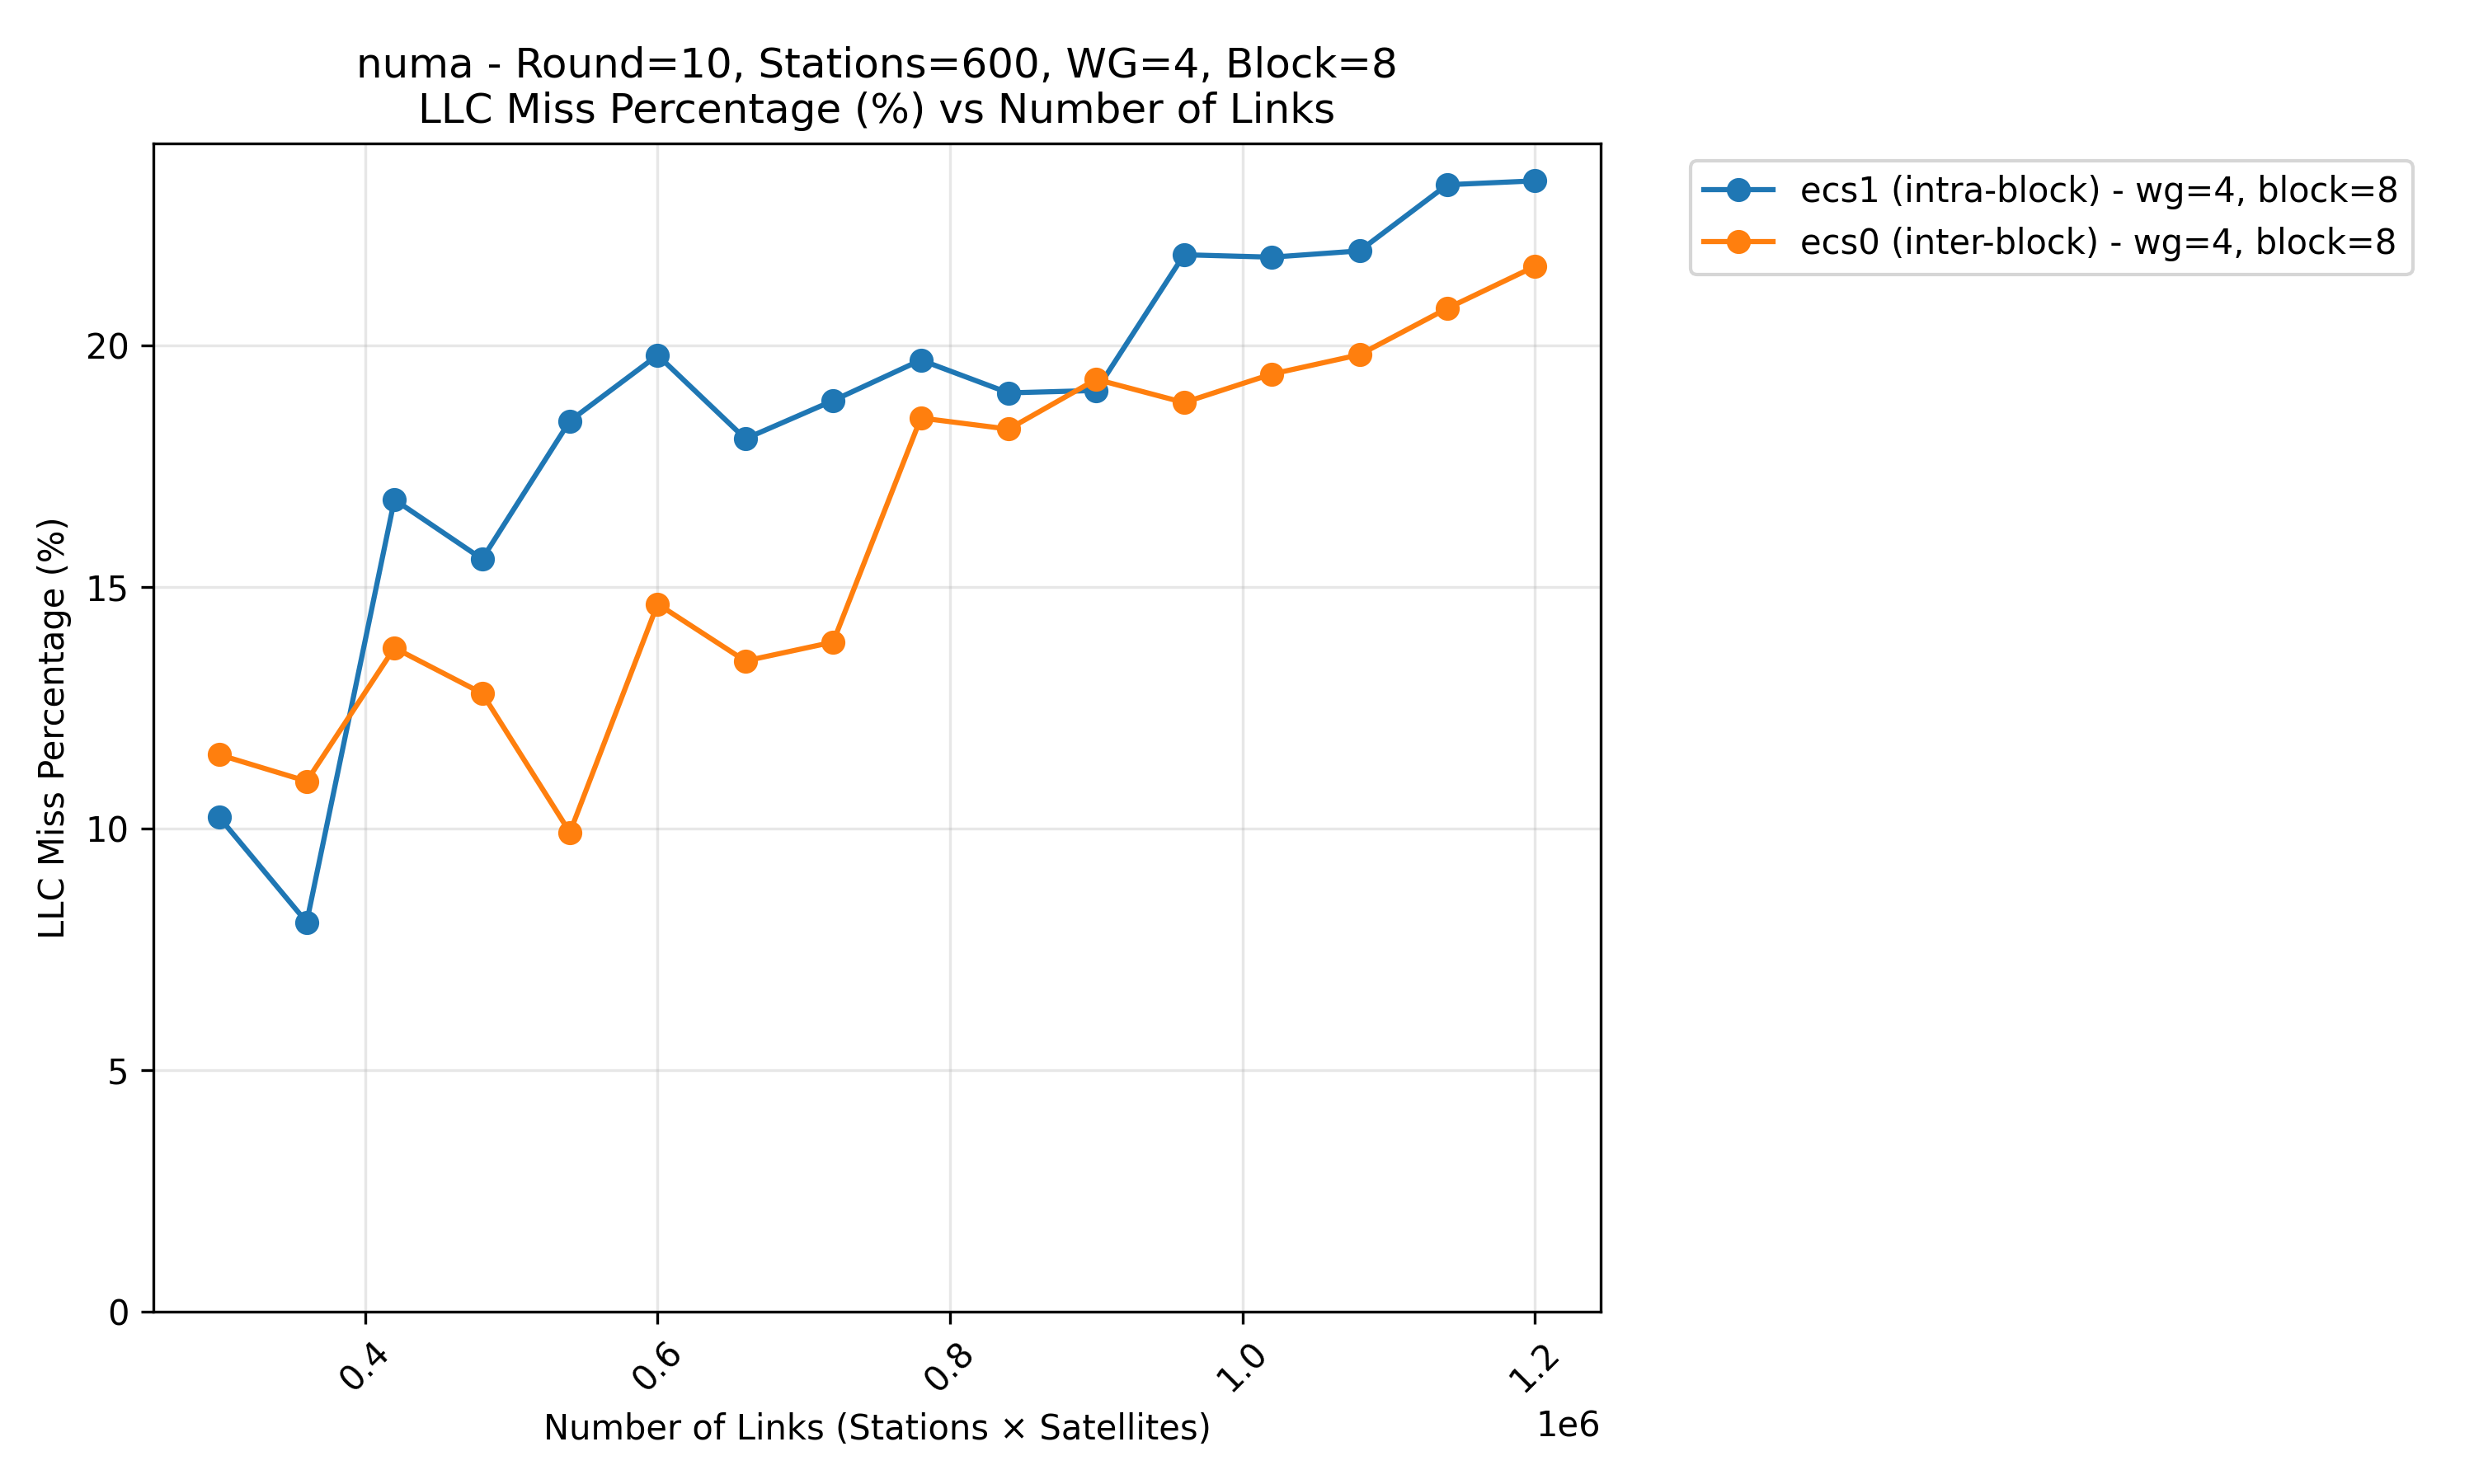 numa - Round=10, Stations=600, WG=4, Block=8
LLC Miss Percentage (%) vs Number of Links
ecs1 (intra-block) - wg=4, block=8
ecs0 (inter-block) - wg=4, block=8
LLC Miss Percentage (%)
20
15
10
5
0
0.4
0.6
0.8
1.0
1.2
Number of Links (Stations × Satellites)
1e6